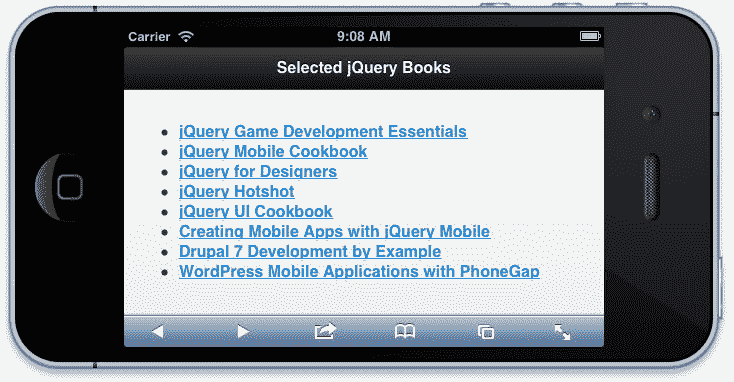 Carrier 9:08 AM
Selected jQuery Books
jQuery Game Development Essentials
jQuery Mobile Cookbook
jQuery for Designers
jQuery Hotshot
jQuery UI Cookbook
Creating Mobile Apps with jQuery Mobile
Drupal 7 Development by Example
WordPress Mobile Applications with PhoneGap